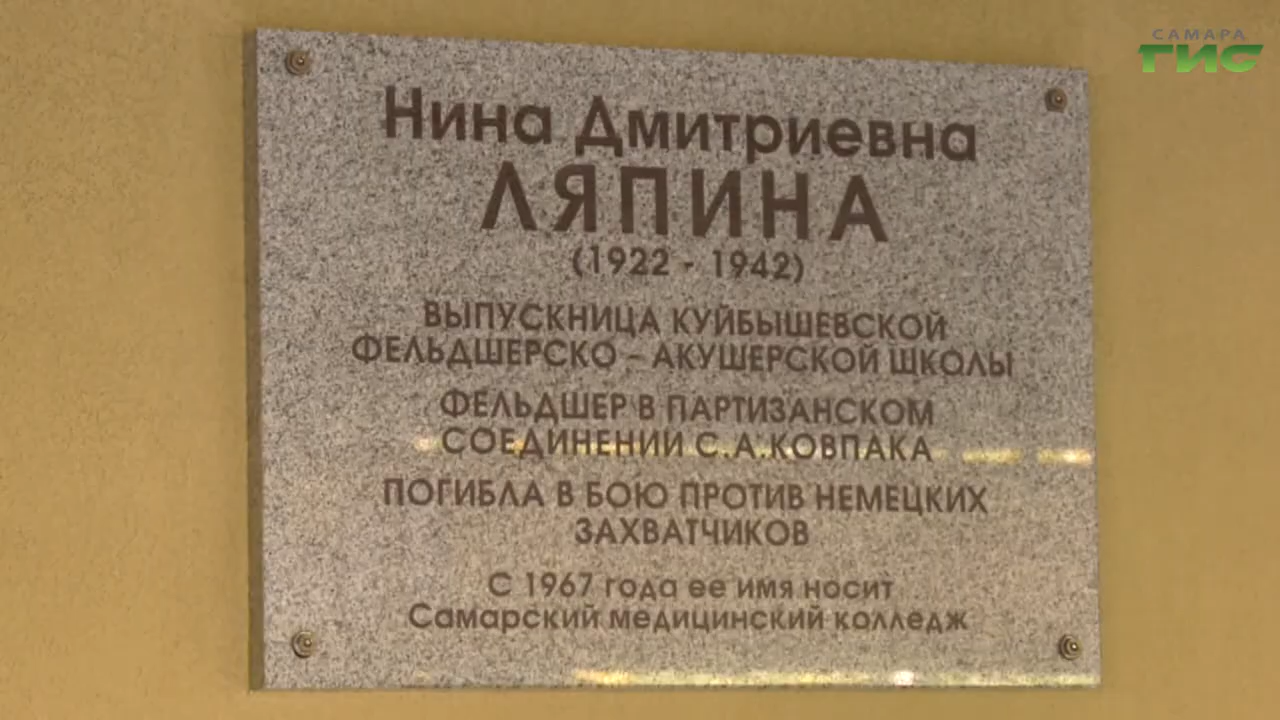 САМАРА
ГИС
Нина Дмитриевна
ЛЯПИНА
(1922 - 1942)
ВЫПУСКНИЦА КУЙБЫШЕВСКОЙ
ФЕЛЬДШЕРСКО – АКУШЕРСКОЙ ШКОЛЫ
ФЕЛЬДШЕР В ПАРТИЗАНСКОМ
СОЕДИНЕНИИ С.А.КОВПАКА
ПОГИБЛА В БОЮ ПРОТИВ НЕМЕЦКИХ
ЗАХВАТЧИКОВ
С 1967 года ее имя носит
Самарский медицинский колледж